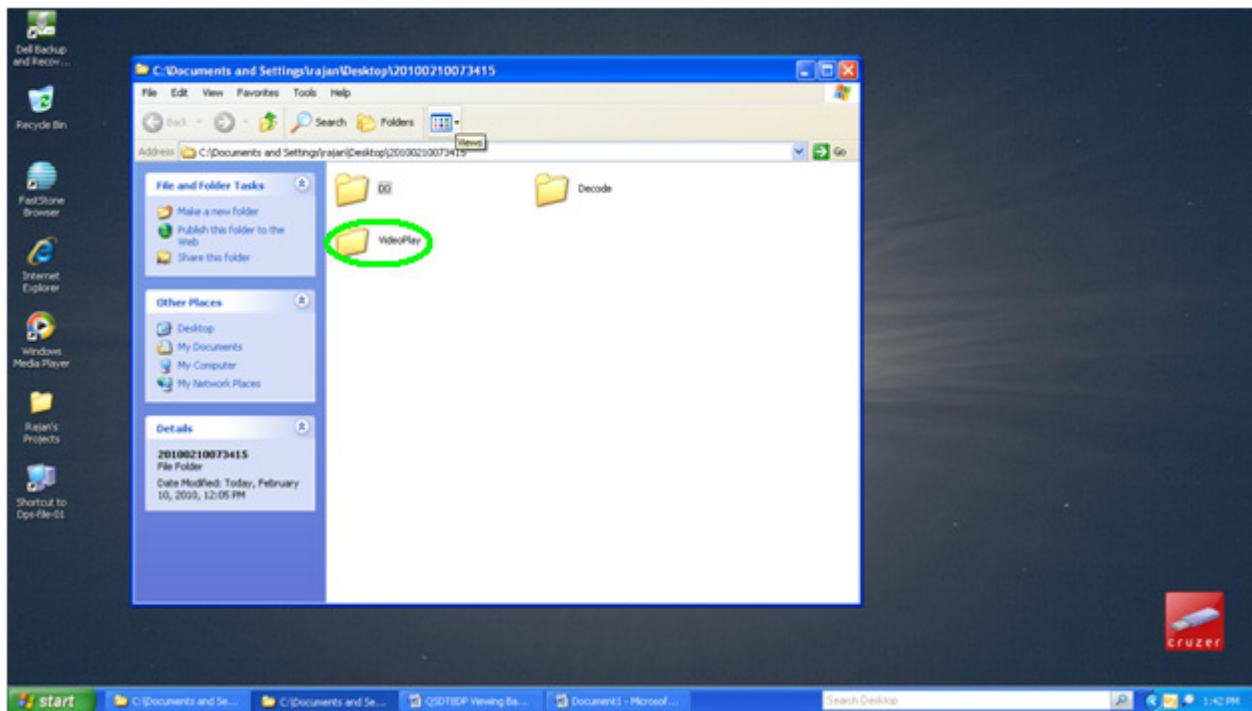 Dell Backup
and Recov...
Recycle Bin
FastStone
Browser
Internet
Explorer
Windows
Media Player
Rajan's
Projects
Shortcut to
Dps-file-01
C:\Documents and Settings\rajan\Desktop\20100210073415
File Edit View Favorites Tools Help
Back Search Folders
Views
Address C:\Documents and Settings\rajan\Desktop\20100210073415 Go
File and Folder Tasks
Make a new folder
Publish this folder to the
Web
Share this folder
Other Places
Desktop
My Documents
My Computer
My Network Places
Details
20100210073415
File Folder
Date Modified: Today, February
10, 2010, 12:05 PM
00 Decode
VideoPlay
cruzer
start C:\Documents and Se... C:\Documents and Se... QSDT8DP Viewing Ba... Document1 - Microsof... Search Desktop 1:42 PM